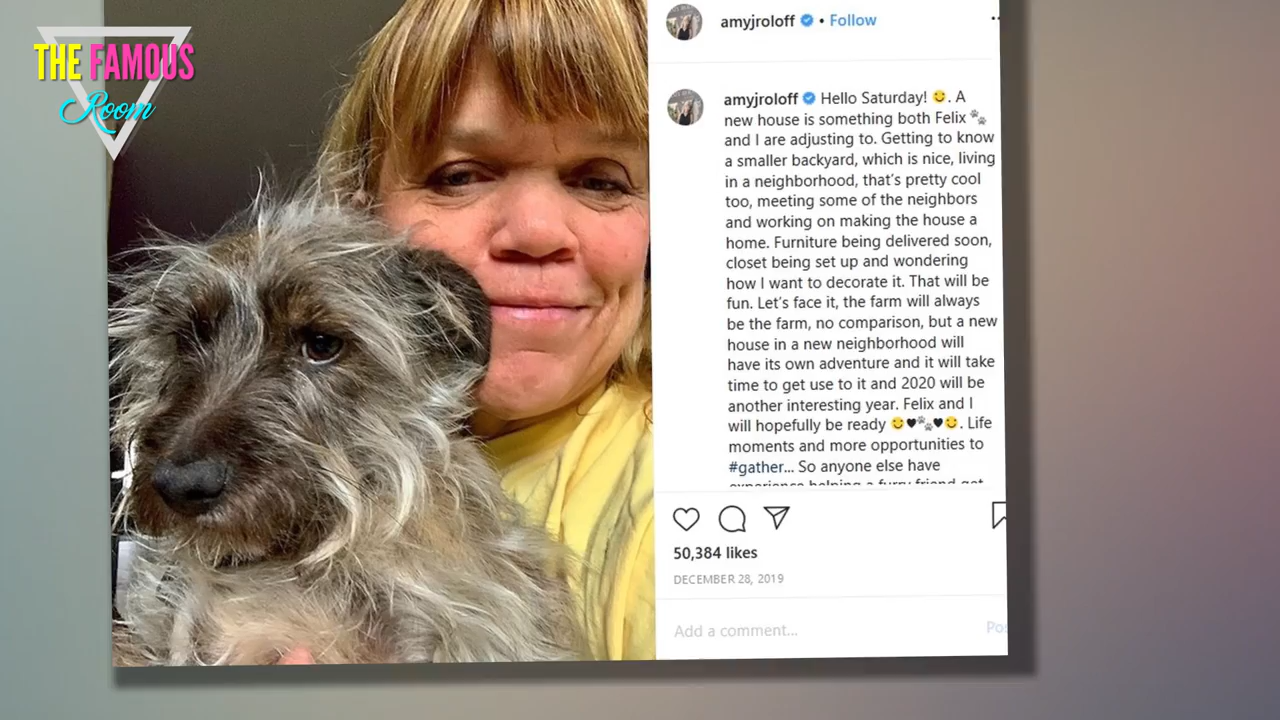 THE FAMOUS
Room
amyjroloff • Follow
amyjroloff Hello Saturday! 😊. A
new house is something both Felix 🐾
and I are adjusting to. Getting to know
a smaller backyard, which is nice, living
in a neighborhood, that's pretty cool
too, meeting some of the neighbors
and working on making the house a
home. Furniture being delivered soon,
closet being set up and wondering
how I want to decorate it. That will be
fun. Let's face it, the farm will always
be the farm, no comparison, but a new
house in a new neighborhood will
have its own adventure and it will take
time to get use to it and 2020 will be
another interesting year. Felix and I
will hopefully be ready 😊🖤🐾🖤😊. Life
moments and more opportunities to
#gather... So anyone else have
experience helping a furry friend get
50,384 likes
DECEMBER 28, 2019
Add a comment...